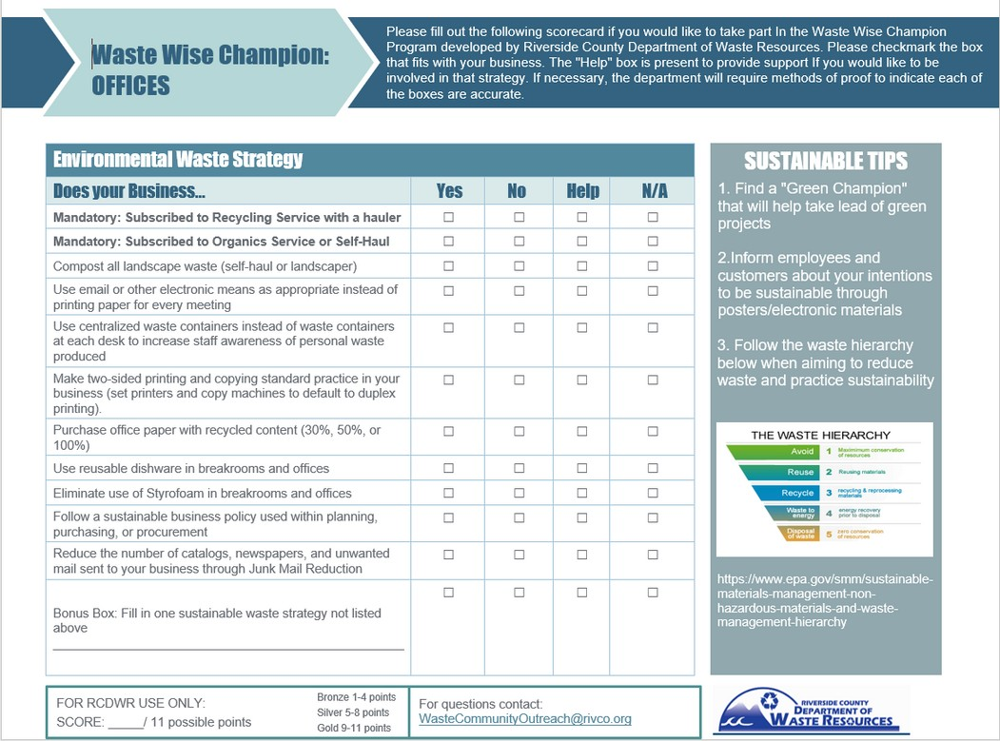 Waste Wise Champion:
OFFICES
Please fill out the following scorecard if you would like to take part In the Waste Wise Champion
Program developed by Riverside County Department of Waste Resources. Please checkmark the box
that fits with your business. The "Help" box is present to provide support If you would like to be
involved in that strategy. If necessary, the department will require methods of proof to indicate each of
the boxes are accurate.
Environmental Waste Strategy
Does your Business... Yes No Help N/A
Mandatory: Subscribed to Recycling Service with a hauler ☐ ☐ ☐ ☐
Mandatory: Subscribed to Organics Service or Self-Haul ☐ ☐ ☐ ☐
Compost all landscape waste (self-haul or landscaper) ☐ ☐ ☐ ☐
Use email or other electronic means as appropriate instead of ☐ ☐ ☐ ☐
printing paper for every meeting
Use centralized waste containers instead of waste containers ☐ ☐ ☐ ☐
at each desk to increase staff awareness of personal waste
produced
Make two-sided printing and copying standard practice in your ☐ ☐ ☐ ☐
business (set printers and copy machines to default to duplex
printing).
Purchase office paper with recycled content (30%, 50%, or ☐ ☐ ☐ ☐
100%)
Use reusable dishware in breakrooms and offices ☐ ☐ ☐ ☐
Eliminate use of Styrofoam in breakrooms and offices ☐ ☐ ☐ ☐
Follow a sustainable business policy used within planning, ☐ ☐ ☐ ☐
purchasing, or procurement
Reduce the number of catalogs, newspapers, and unwanted ☐ ☐ ☐ ☐
mail sent to your business through Junk Mail Reduction
☐ ☐ ☐ ☐
Bonus Box: Fill in one sustainable waste strategy not listed
above
SUSTAINABLE TIPS
1. Find a "Green Champion"
that will help take lead of green
projects
2.Inform employees and
customers about your intentions
to be sustainable through
posters/electronic materials
3. Follow the waste hierarchy
below when aiming to reduce
waste and practice sustainability
THE WASTE HIERARCHY
Avoid 1 Maximimum conservation
of resources
Reuse 2 Reusing materials
Recycle 3 recycling & reprocessing
materials
Waste to
energy 4 energy recovery
prior to disposal
Disposal
of waste 5 zero conservation
of resources
https://www.epa.gov/smm/sustainable-
materials-management-non-
hazardous-materials-and-waste-
management-hierarchy
FOR RCDWR USE ONLY:
SCORE: _____/ 11 possible points
Bronze 1-4 points
Silver 5-8 points
Gold 9-11 points
For questions contact:
WasteCommunityOutreach@rivco.org
RIVERSIDE COUNTY
DEPARTMENT OF
WASTE RESOURCES